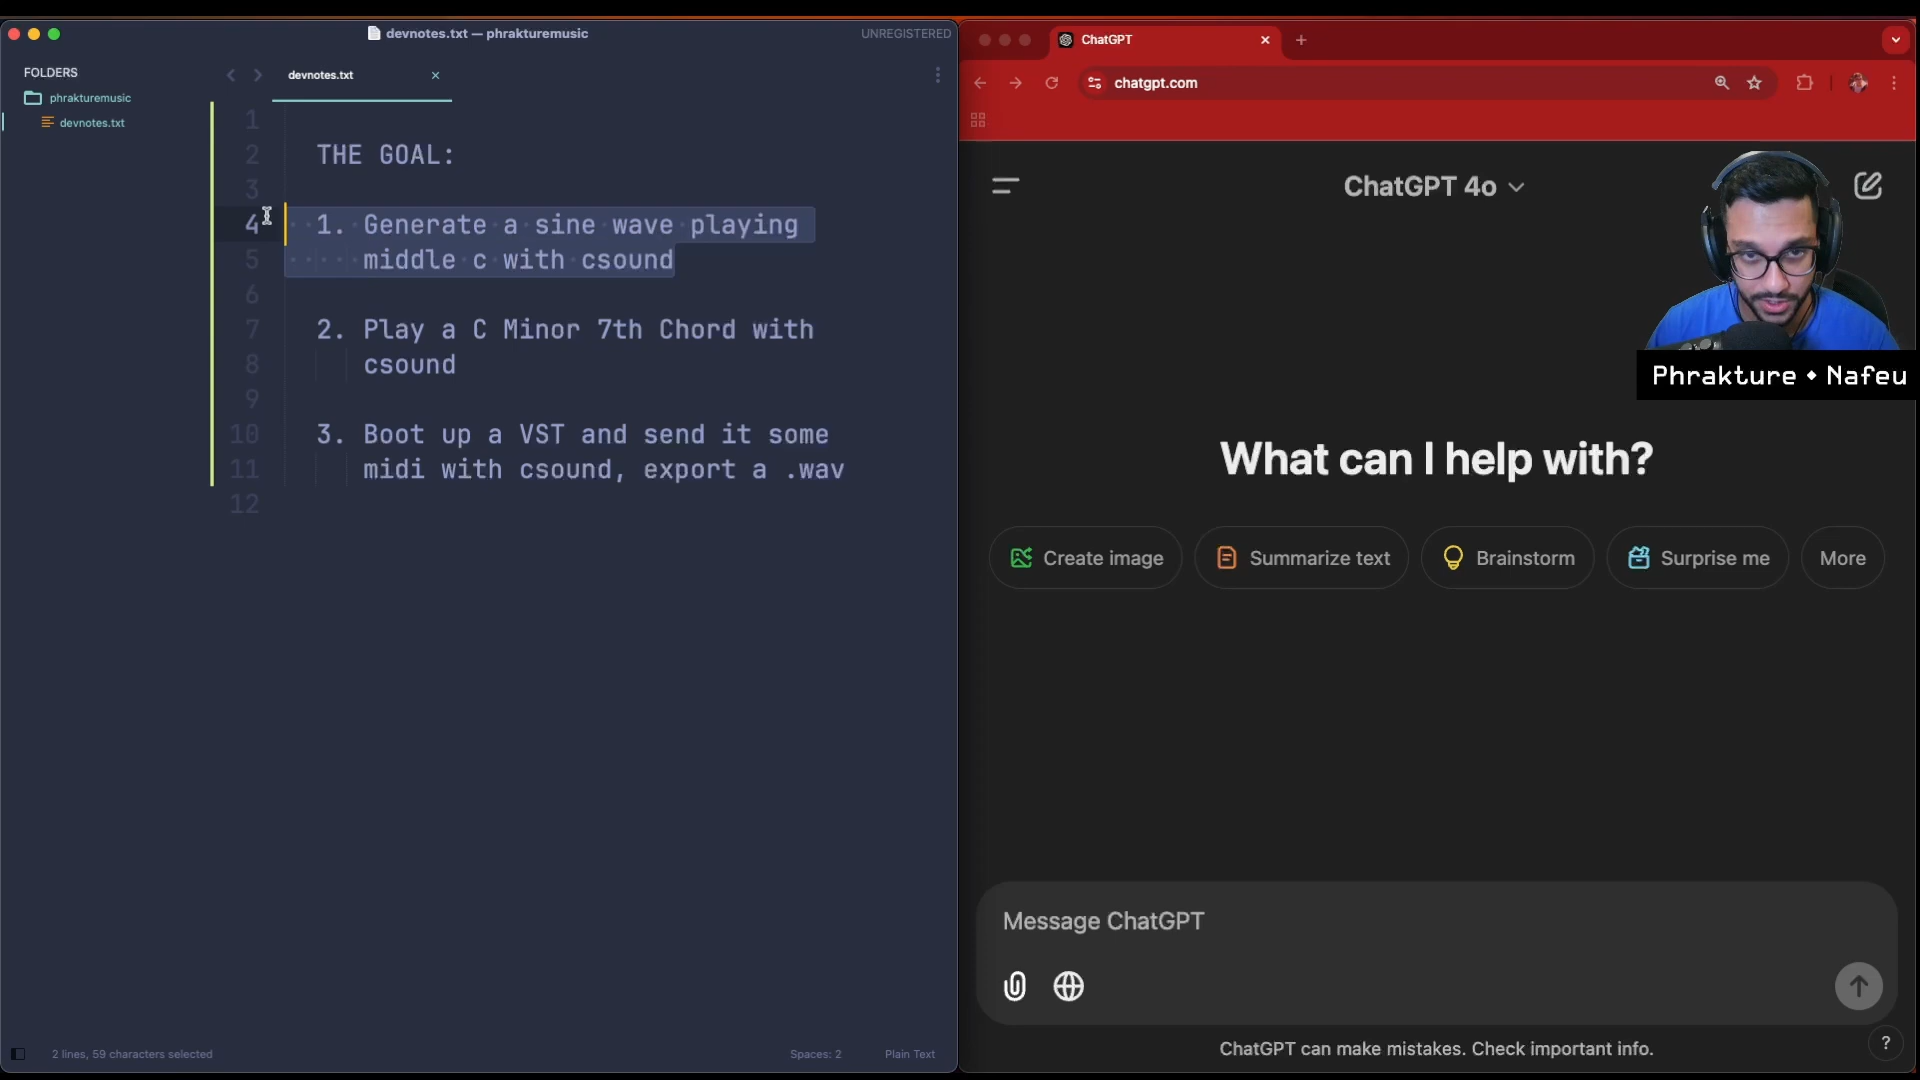 devnotes.txt — phrakturemusic
UNREGISTERED
FOLDERS
phrakturemusic
devnotes.txt
devnotes.txt
1
2 THE GOAL:
3
4 1. Generate a sine wave playing
5 middle c with csound
6
7 2. Play a C Minor 7th Chord with
8 csound
9
10 3. Boot up a VST and send it some
11 midi with csound, export a .wav
12
2 lines, 59 characters selected
Spaces: 2
Plain Text
ChatGPT
chatgpt.com
ChatGPT 4o
Phrakture • Nafeu
What can I help with?
Create image
Summarize text
Brainstorm
Surprise me
More
Message ChatGPT
ChatGPT can make mistakes. Check important info.
?